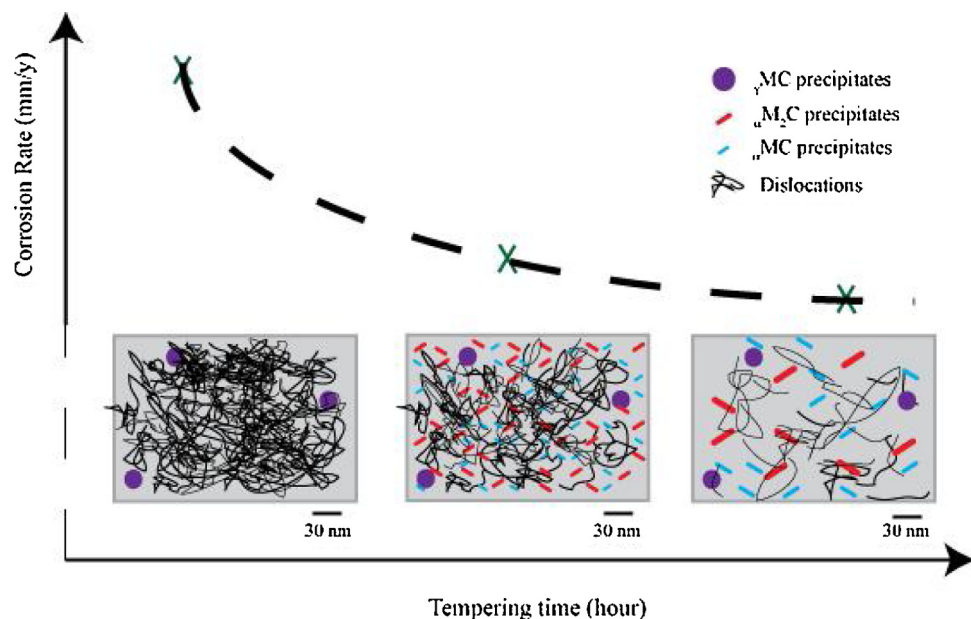 Corrosion Rate (mm/y)
γMC precipitates
αM₂C precipitates
αMC precipitates
Dislocations
30 nm
30 nm
30 nm
Tempering time (hour)